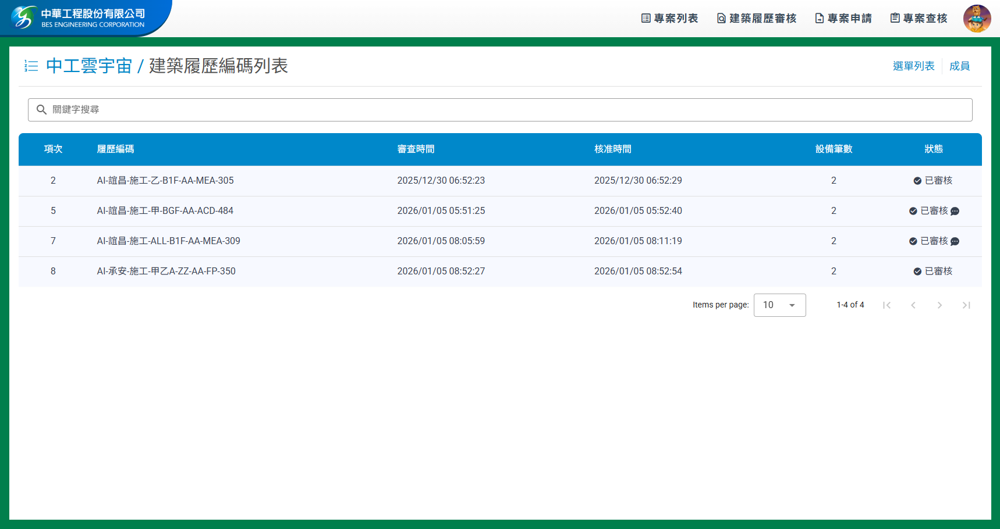 中華工程股份有限公司
BES ENGINEERING CORPORATION
專案列表 建築履歷審核 專案申請 專案查核
中工雲宇宙 / 建築履歷編碼列表 選單列表 成員
關鍵字搜尋
項次 履歷編碼 審查時間 核准時間 設備筆數 狀態
2 AI-誼昌-施工-乙-B1F-AA-MEA-305 2025/12/30 06:52:23 2025/12/30 06:52:29 2 已審核
5 AI-誼昌-施工-甲-BGF-AA-ACD-484 2026/01/05 05:51:25 2026/01/05 05:52:40 2 已審核
7 AI-誼昌-施工-ALL-B1F-AA-MEA-309 2026/01/05 08:05:59 2026/01/05 08:11:19 2 已審核
8 AI-承安-施工-甲乙A-ZZ-AA-FP-350 2026/01/05 08:52:27 2026/01/05 08:52:54 2 已審核
Items per page: 10 1-4 of 4